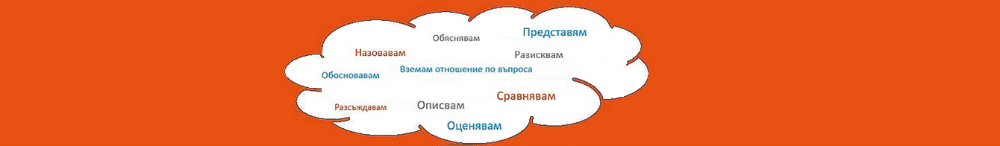 Представям
Обяснявам
Назовавам
Разисквам
Вземам отношение по въпроса
Обосновавам
Сравнявам
Описвам
Разсъждавам
Оценявам